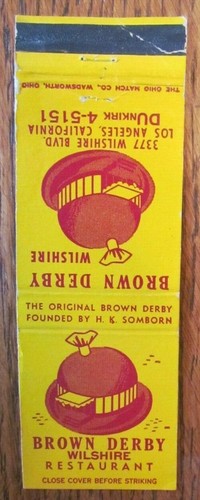 THE OHIO MATCH CO. WADSWORTH, OHIO
DUNKIRK 4-5151
LOS ANGELES, CALIFORNIA
3377 WILSHIRE BLVD.
WILSHIRE
BROWN DERBY
THE ORIGINAL BROWN DERBY
FOUNDED BY H. K. SOMBORN
BROWN DERBY
WILSHIRE
RESTAURANT
CLOSE COVER BEFORE STRIKING